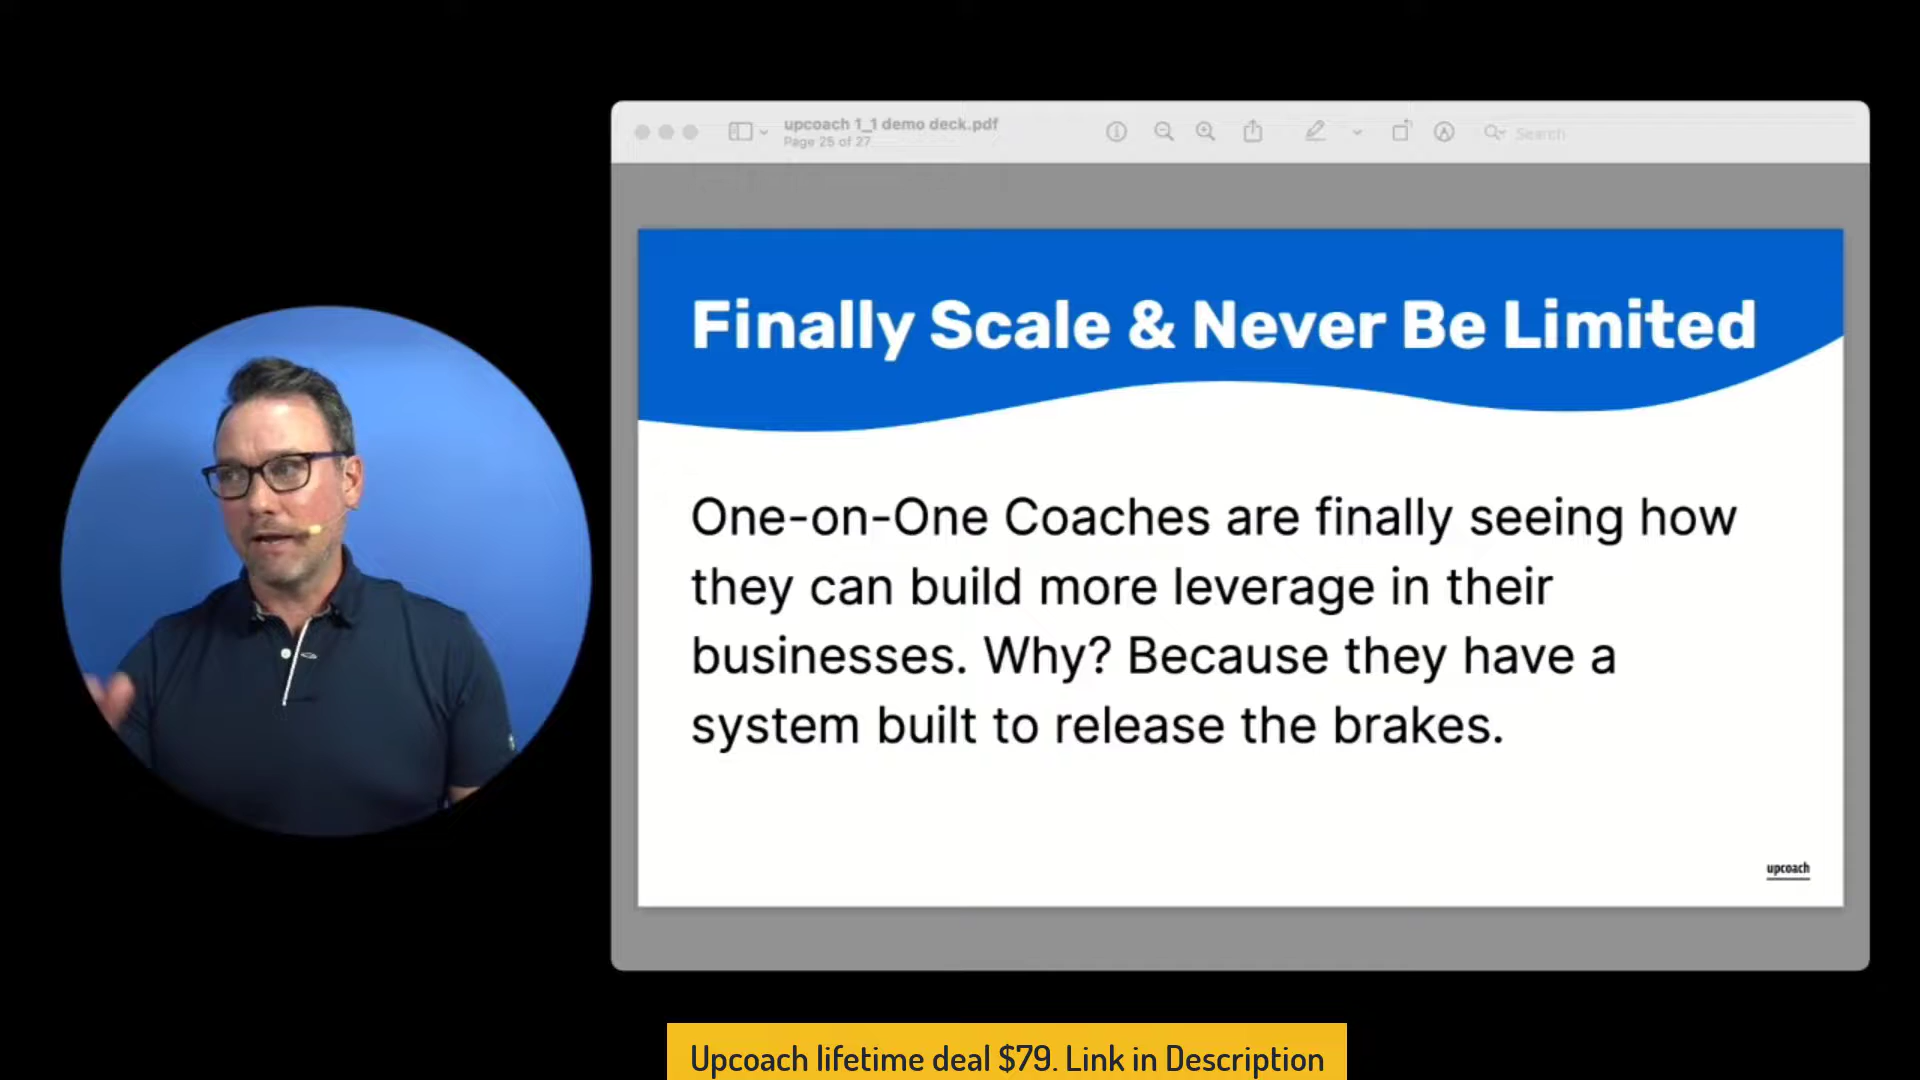 upcoach 1_1 demo deck.pdf
Page 25 of 27
Search
Finally Scale & Never Be Limited
One-on-One Coaches are finally seeing how
they can build more leverage in their
businesses. Why? Because they have a
system built to release the brakes.
upcoach
Upcoach lifetime deal $79. Link in Description